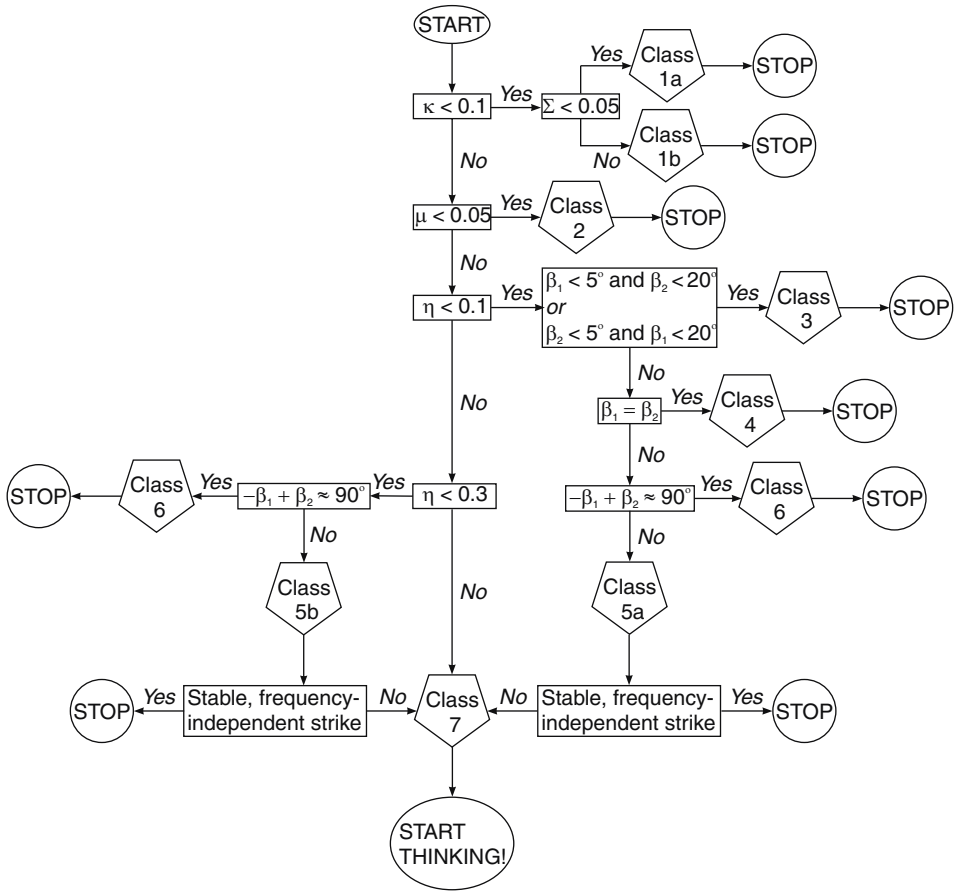 START
κ < 0.1
Yes
Σ < 0.05
Yes
Class
1a
STOP
No
Class
1b
STOP
No
μ < 0.05
Yes
Class
2
STOP
No
η < 0.1
Yes
β₁ < 5° and β₂ < 20°
or
β₂ < 5° and β₁ < 20°
Yes
Class
3
STOP
No
No
β₁ = β₂
Yes
Class
4
STOP
No
η < 0.3
Yes
−β₁ + β₂ ≈ 90°
Yes
Class
6
STOP
−β₁ + β₂ ≈ 90°
Yes
Class
6
STOP
No
No
No
Class
5b
Class
5a
Stable, frequency-
independent strike
Yes
STOP
No
Class
7
No
Stable, frequency-
independent strike
Yes
STOP
START
THINKING!